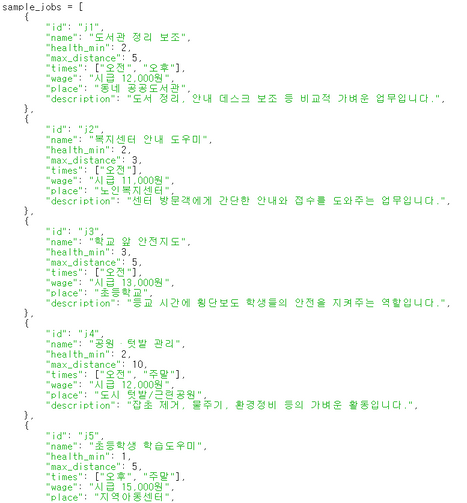 sample_jobs = [
    {
        "id": "j1",
        "name": "도서관 정리 보조",
        "health_min": 2,
        "max_distance": 5,
        "times": ["오전", "오후"],
        "wage": "시급 12,000원",
        "place": "동네 공공도서관",
        "description": "도서 정리, 안내 데스크 보조 등 비교적 가벼운 업무입니다.",
    },
    {
        "id": "j2",
        "name": "복지센터 안내 도우미",
        "health_min": 2,
        "max_distance": 3,
        "times": ["오전"],
        "wage": "시급 11,000원",
        "place": "노인복지센터",
        "description": "센터 방문객에게 간단한 안내와 접수를 도와주는 업무입니다.",
    },
    {
        "id": "j3",
        "name": "학교 앞 안전지도",
        "health_min": 3,
        "max_distance": 5,
        "times": ["오전"],
        "wage": "시급 13,000원",
        "place": "초등학교",
        "description": "등교 시간에 횡단보도 학생들의 안전을 지켜주는 역할입니다.",
    },
    {
        "id": "j4",
        "name": "공원·텃밭 관리",
        "health_min": 2,
        "max_distance": 10,
        "times": ["오전", "주말"],
        "wage": "시급 12,000원",
        "place": "도시 텃밭/근린공원",
        "description": "잡초 제거, 물주기, 환경정비 등의 가벼운 활동입니다.",
    },
    {
        "id": "j5",
        "name": "초등학생 학습도우미",
        "health_min": 1,
        "max_distance": 5,
        "times": ["오후", "주말"],
        "wage": "시급 15,000원",
        "place": "지역아동센터",